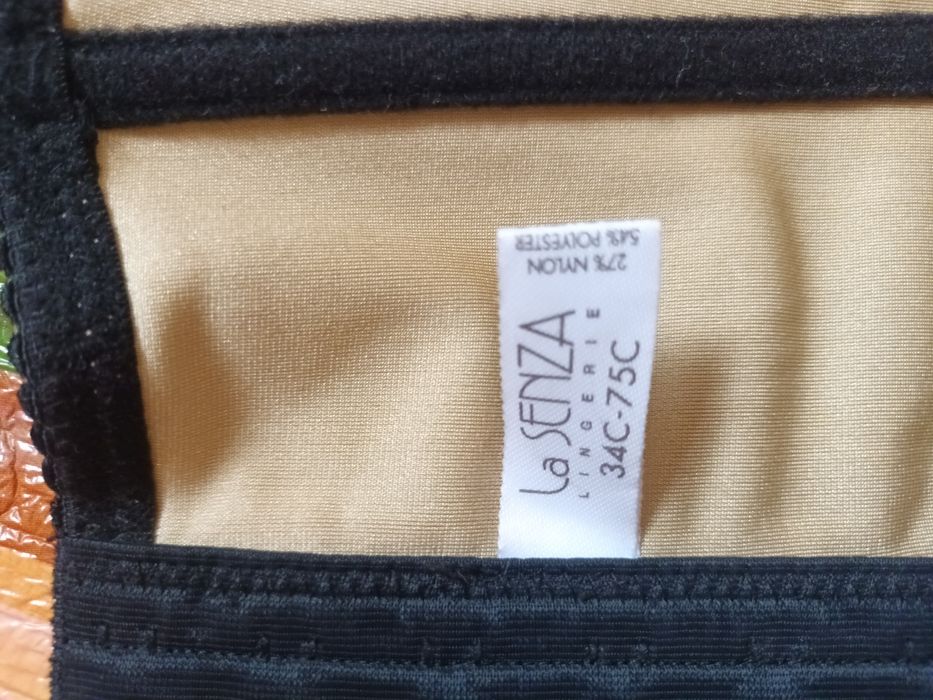 La SENZA
LINGERIE
34C-75C
27% NYLON
54% POLYESTER